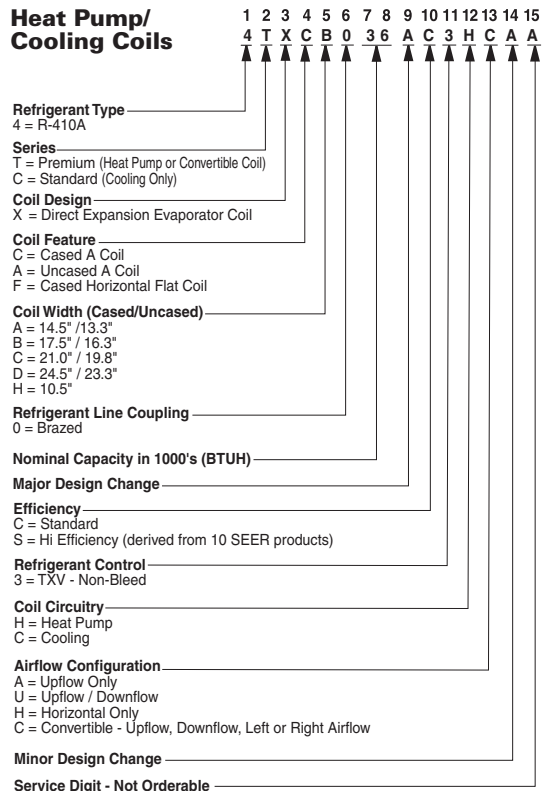 Heat Pump/
Cooling Coils
1 2 3 4 5 6 7 8 9 10 11 12 13 14 15
4 T X C B 0 3 6 A C 3 H C A A
Refrigerant Type
4 = R-410A
Series
T = Premium (Heat Pump or Convertible Coil)
C = Standard (Cooling Only)
Coil Design
X = Direct Expansion Evaporator Coil
Coil Feature
C = Cased A Coil
A = Uncased A Coil
F = Cased Horizontal Flat Coil
Coil Width (Cased/Uncased)
A = 14.5" /13.3"
B = 17.5" / 16.3"
C = 21.0" / 19.8"
D = 24.5" / 23.3"
H = 10.5"
Refrigerant Line Coupling
0 = Brazed
Nominal Capacity in 1000's (BTUH)
Major Design Change
Efficiency
C = Standard
S = Hi Efficiency (derived from 10 SEER products)
Refrigerant Control
3 = TXV - Non-Bleed
Coil Circuitry
H = Heat Pump
C = Cooling
Airflow Configuration
A = Upflow Only
U = Upflow / Downflow
H = Horizontal Only
C = Convertible - Upflow, Downflow, Left or Right Airflow
Minor Design Change
Service Digit - Not Orderable